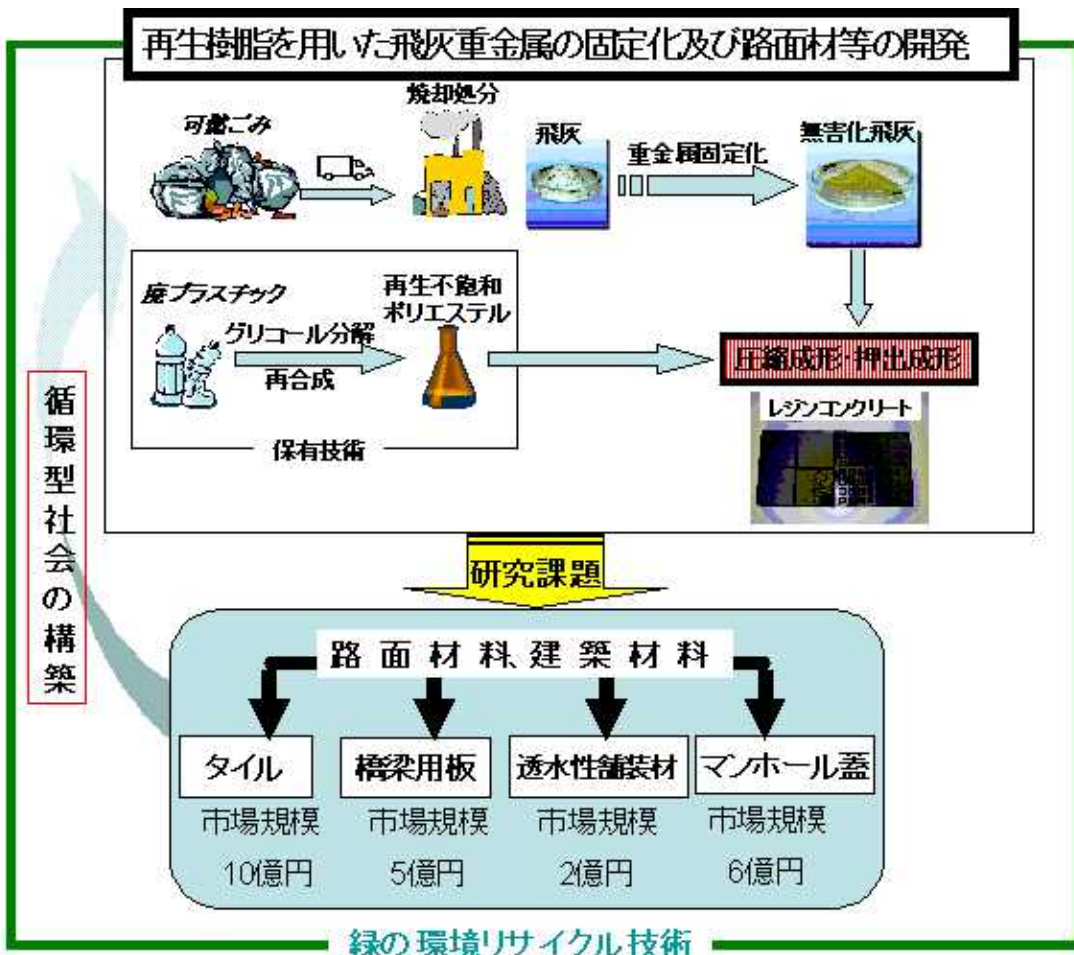 再生樹脂を用いた飛灰重金属の固定化及び路面材等の開発
可燃ごみ
焼却処分
飛灰
重金属固定化
無害化飛灰
廃プラスチック
グリコール分解
再合成
再生不飽和
ポリエステル
保有技術
圧縮成形・押出成形
レジンコンクリート
循環型社会の構築
研究課題
路面材料、建築材料
タイル
市場規模
10億円
橋梁用板
市場規模
5億円
透水性舗装材
市場規模
2億円
マンホール蓋
市場規模
6億円
緑の環境リサイクル技術